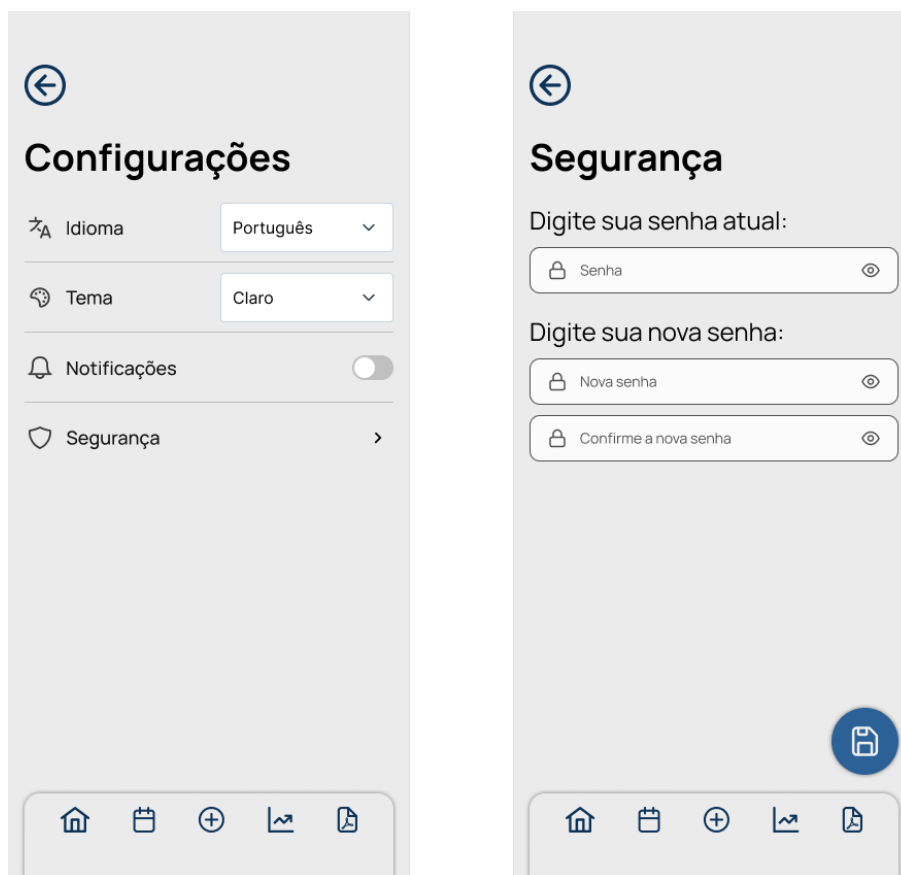 Configurações
Idioma
Português
Tema
Claro
Notificações
Segurança
Segurança
Digite sua senha atual:
Senha
Digite sua nova senha:
Nova senha
Confirme a nova senha